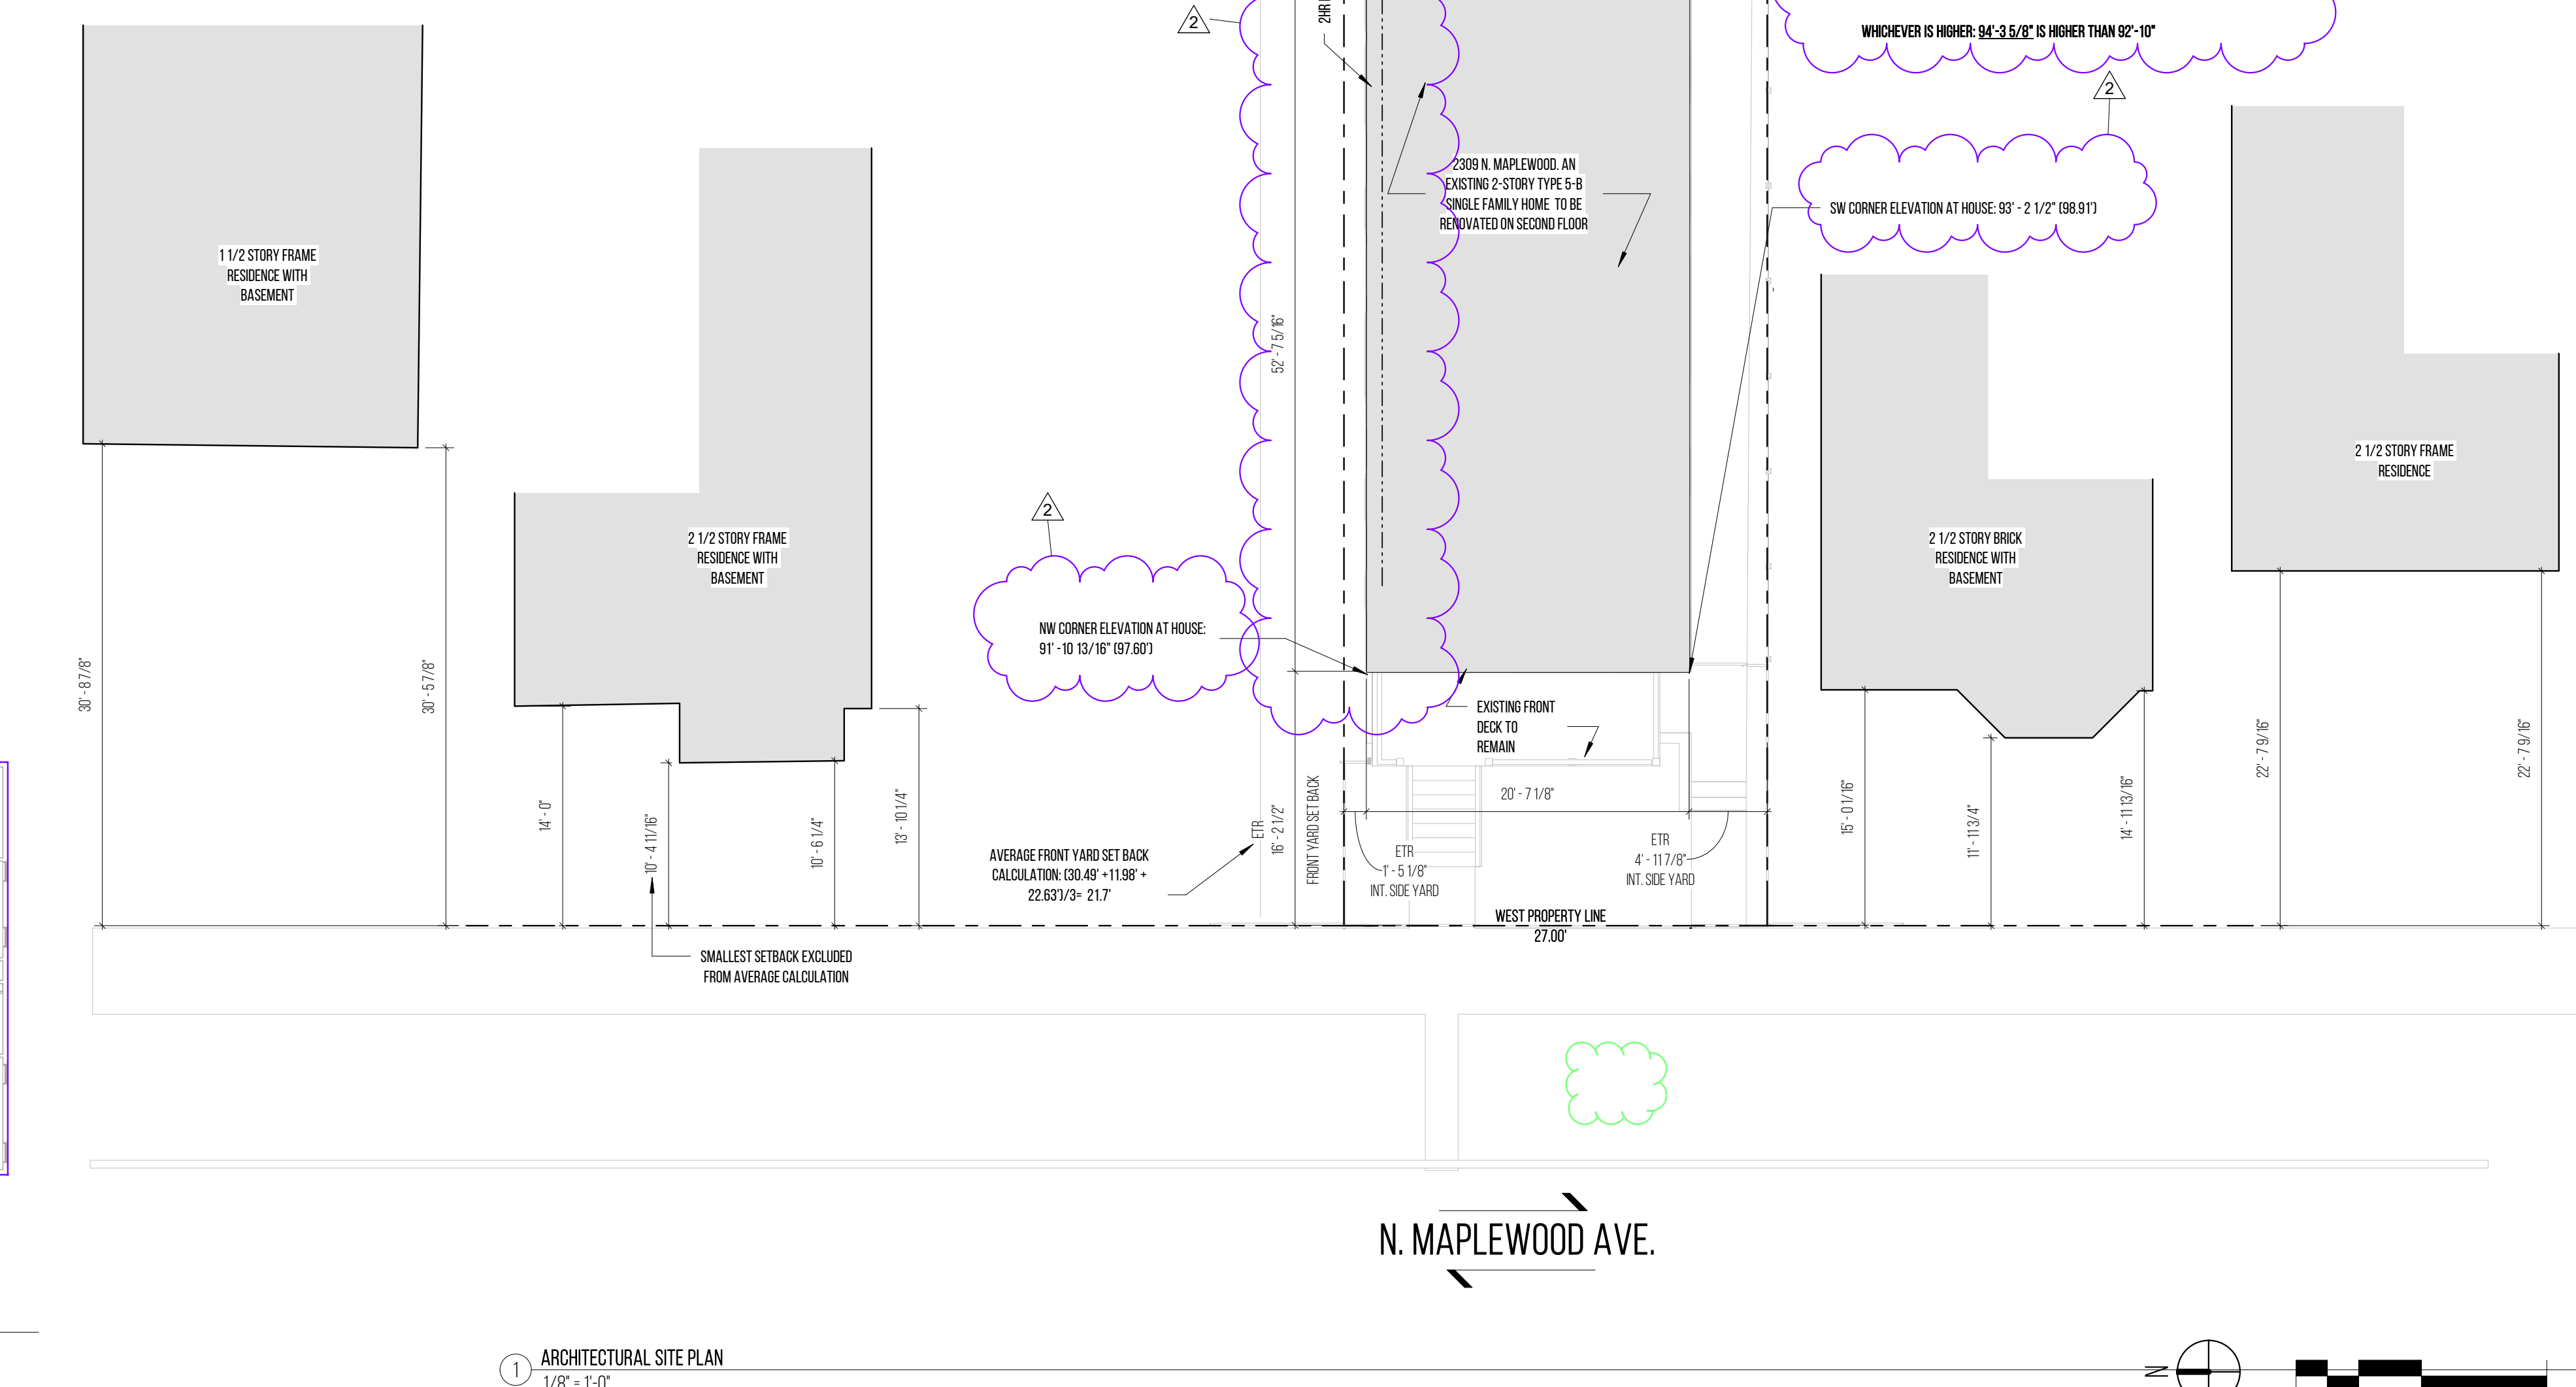 2
2HR
WHICHEVER IS HIGHER: 94'-3 5/8" IS HIGHER THAN 92'-10"
2
2309 N. MAPLEWOOD. AN
EXISTING 2-STORY TYPE 5-B
SINGLE FAMILY HOME TO BE
RENOVATED ON SECOND FLOOR
SW CORNER ELEVATION AT HOUSE: 93' - 2 1/2" (98.91')
1 1/2 STORY FRAME
RESIDENCE WITH
BASEMENT
52' - 7 5/16"
2 1/2 STORY FRAME
RESIDENCE
2
2 1/2 STORY FRAME
RESIDENCE WITH
BASEMENT
2 1/2 STORY BRICK
RESIDENCE WITH
BASEMENT
NW CORNER ELEVATION AT HOUSE:
91' -10 13/16" (97.60')
30' - 8 7/8"
30' - 5 7/8"
EXISTING FRONT
DECK TO
REMAIN
22' - 7 9/16"
22' - 7 9/16"
14' - 0"
10' - 4 11/16"
10' - 6 1/4"
13' - 10 1/4"
ETR
16' - 2 1/2"
FRONT YARD SET BACK
20' - 7 1/8"
15' - 0 1/16"
11' - 11 3/4"
14' - 11 13/16"
AVERAGE FRONT YARD SET BACK
CALCULATION: (30.49' +11.98' +
22.63')/3= 21.7'
ETR
1' - 5 1/8"
INT. SIDE YARD
ETR
4' - 11 7/8"
INT. SIDE YARD
WEST PROPERTY LINE
27.00'
SMALLEST SETBACK EXCLUDED
FROM AVERAGE CALCULATION
N. MAPLEWOOD AVE.
1
ARCHITECTURAL SITE PLAN
1/8" = 1'-0"
N